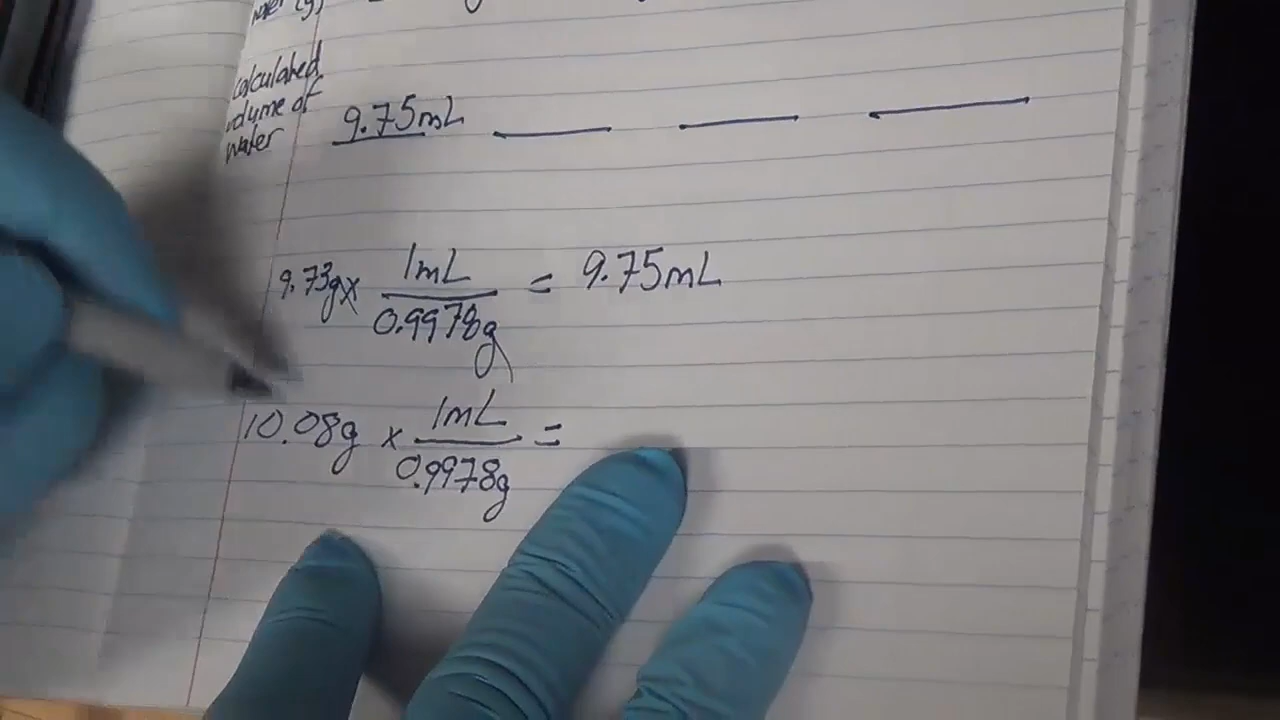 calculated
volume of
water
9.75mL
9.73g x 1mL / 0.9978g = 9.75mL
10.08g x 1mL / 0.9978g =